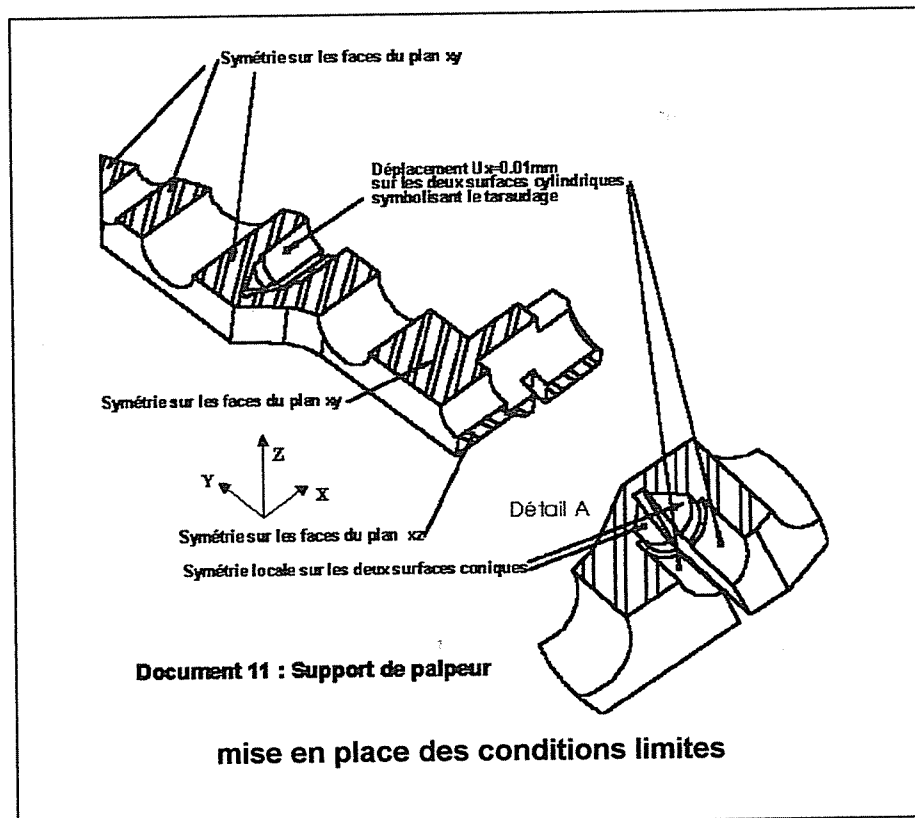 Symétrie sur les faces du plan xy
Déplacement Ux=0.01mm
sur les deux surfaces cylindriques
symbolisant le taraudage
Symétrie sur les faces du plan xy
Z
Y
X
Détail A
Symétrie sur les faces du plan xz
Symétrie locale sur les deux surfaces coniques
Document 11 : Support de palpeur
mise en place des conditions limites